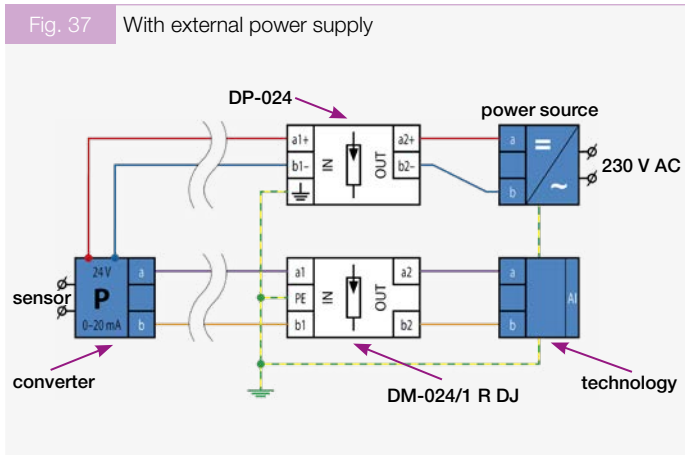 Fig. 37 With external power supply
DP-024
power source
a1+ IN OUT a2+
b1- b2-
a = b ~
230 V AC
24 V
P
0-20 mA
a
b
sensor
converter
a1 IN OUT a2
PE
b1 b2
a
b
AI
DM-024/1 R DJ
technology